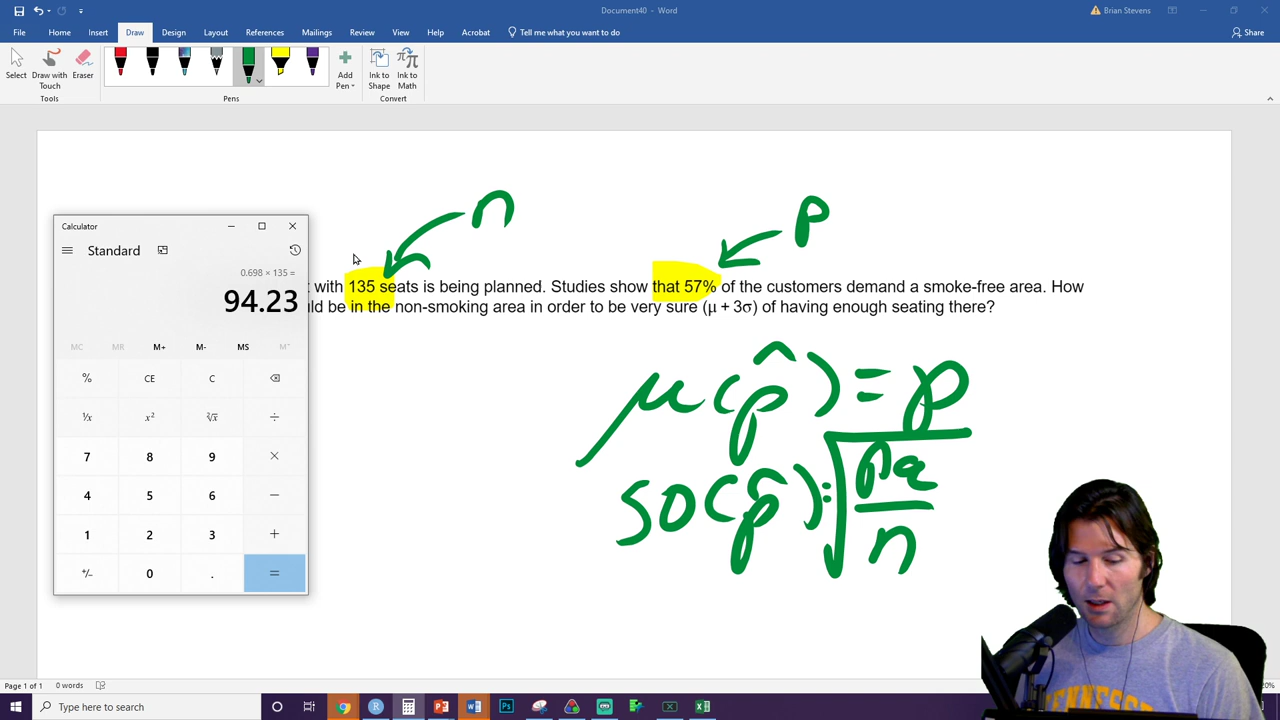 Document40 - Word
Brian Stevens
File Home Insert Draw Design Layout References Mailings Review View Help Acrobat Tell me what you want to do
Share
Select Draw with Touch Eraser Add Pen Ink to Shape Ink to Math
Tools Pens Convert
n
p
Calculator
Standard
0.698 × 135 =
94.23
MC MR M+ M- MS M˅
% CE C
⅟x x² ²√x ÷
7 8 9 ×
4 5 6 −
1 2 3 +
+/− 0 . =
with 135 seats is being planned. Studies show that 57% of the customers demand a smoke-free area. How
be in the non-smoking area in order to be very sure (μ + 3σ) of having enough seating there?
μ(p̂) = p
SD(p̂) = √pq/n
TENNESSEE
Page 1 of 1 0 words
Type here to search